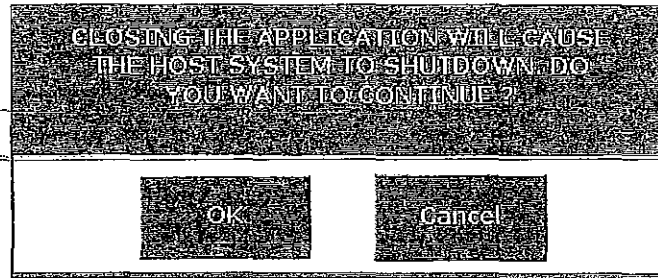 CLOSING THE APPLICATION WILL CAUSE
THE HOST SYSTEM TO SHUTDOWN. DO
YOU WANT TO CONTINUE ?
OK
Cancel